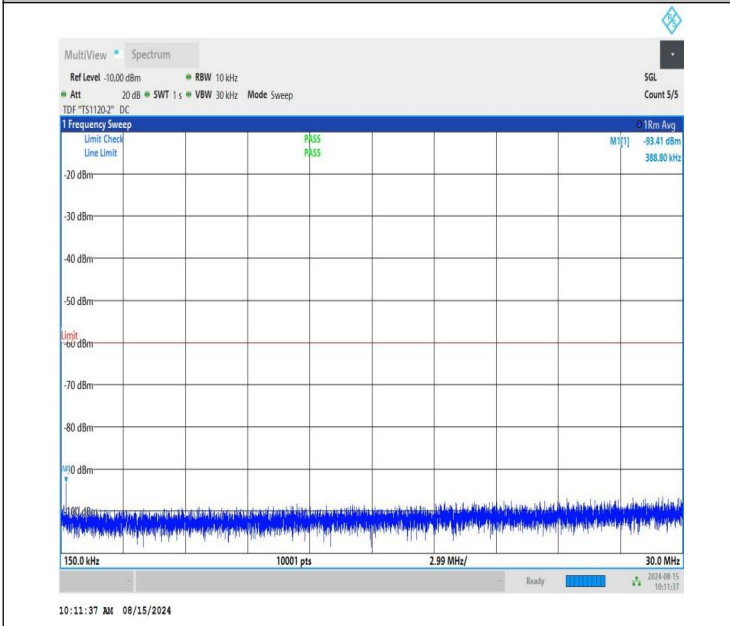 MultiView Spectrum
Ref Level -10.00 dBm RBW 10 kHz SGL
Att 20 dB SWT 1 s VBW 30 kHz Mode Sweep Count 5/5
TDF "TS1120-2" DC
1 Frequency Sweep 1Rm Avg
Limit Check PASS M1[1] -93.41 dBm
Line Limit PASS 388.80 kHz
-20 dBm
-30 dBm
-40 dBm
-50 dBm
Limit
-60 dBm
-70 dBm
-80 dBm
M1
-100 dBm
150.0 kHz 10001 pts 2.99 MHz/ 30.0 MHz
Ready 2024-08-15
10:11:37
10:11:37 AM 08/15/2024